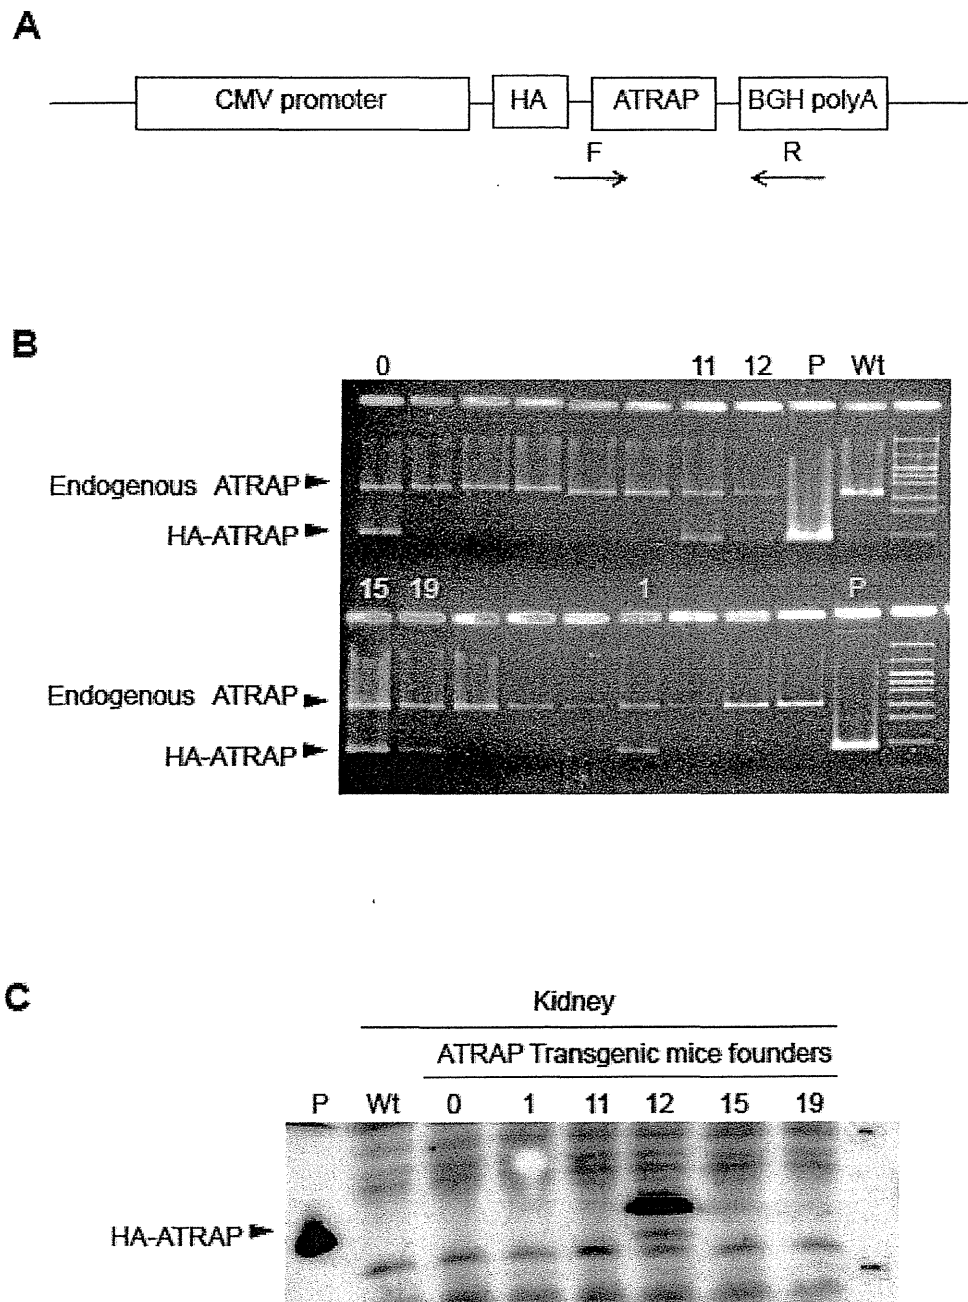 A
CMV promoter HA ATRAP BGH polyA
F R
B
0 11 12 P Wt
Endogenous ATRAP
HA-ATRAP
15 19 1 P
Endogenous ATRAP
HA-ATRAP
C
Kidney
ATRAP Transgenic mice founders
P Wt 0 1 11 12 15 19
HA-ATRAP